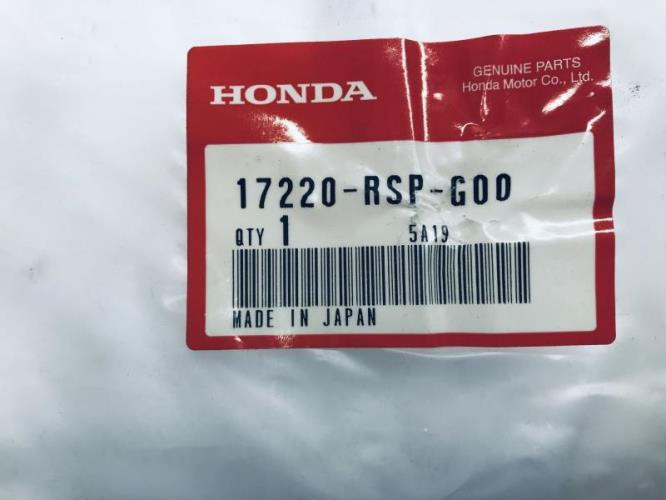 HONDA
GENUINE PARTS
Honda Motor Co., Ltd.
17220-RSP-G00
QTY 1 5A19
MADE IN JAPAN